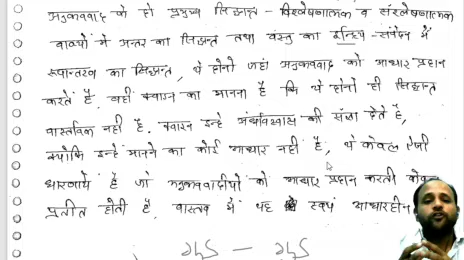 अनुभववाद के दो प्रमुख सिद्धान्त - विश्लेषणात्मक व संश्लेषणात्मक
वाक्यों में अन्तर का सिद्धान्त तथा वस्तु का इन्द्रिय - संवेदन में
रूपान्तरण का सिद्धान्त, ये दोनों जहां अनुभववाद को आधार प्रदान
करते हैं. वहीं क्वाइन का मानना है कि ये दोनों ही सिद्धान्त
वास्तविक नहीं है. क्वाइन इन्हें अंधविश्वास की संज्ञा देते हैं,
क्योंकि इन्हें मानने का कोई आधार नहीं है, ये केवल ऐसी
धारणायें हैं जो अनुभववादीयों को आधार प्रदान करती केवल
प्रतीत होती है. वास्तव में यह स्वयं आधारहीन